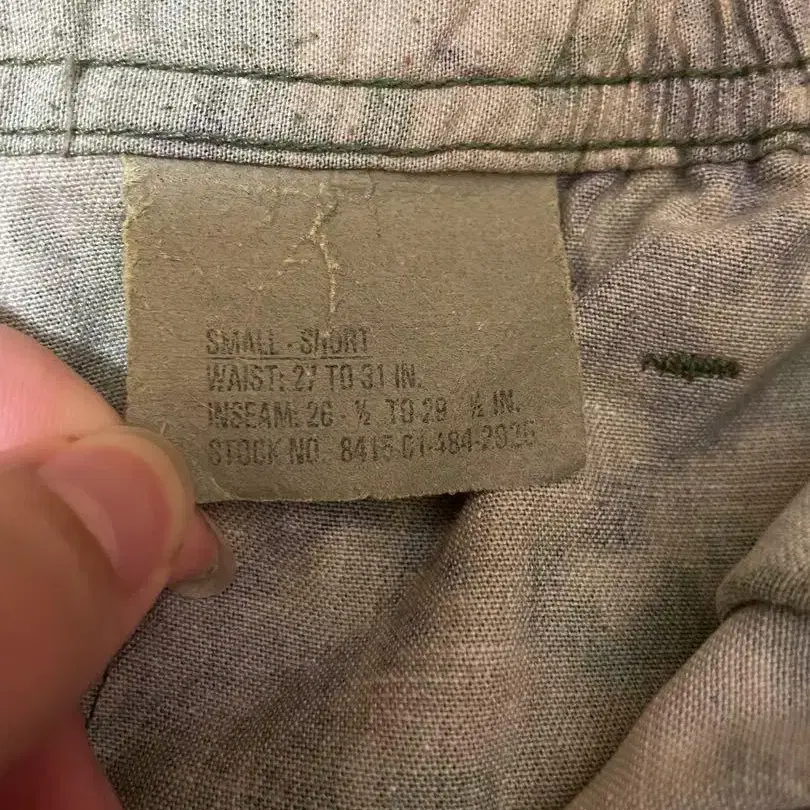 SMALL - SHORT
WAIST: 27 TO 31 IN.
INSEAM: 26 - ½ TO 29 ½ IN.
STOCK NO. 8415-01-484-2026